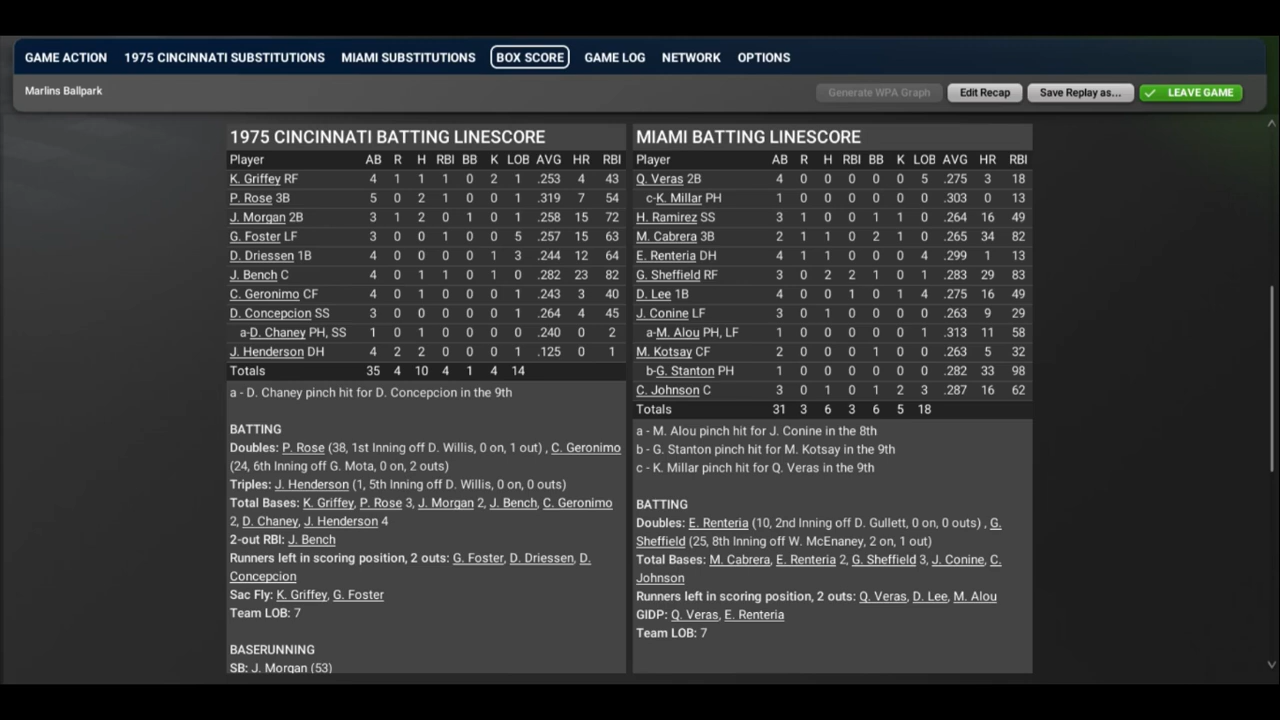 GAME ACTION 1975 CINCINNATI SUBSTITUTIONS MIAMI SUBSTITUTIONS BOX SCORE GAME LOG NETWORK OPTIONS
Marlins Ballpark Generate WPA Graph Edit Recap Save Replay as... LEAVE GAME
1975 CINCINNATI BATTING LINESCORE
Player AB R H RBI BB K LOB AVG HR RBI
K. Griffey RF 4 1 1 1 0 2 1 .253 4 43
P. Rose 3B 5 0 2 1 0 0 1 .319 7 54
J. Morgan 2B 3 1 2 0 1 0 1 .258 15 72
G. Foster LF 3 0 0 1 0 0 5 .257 15 63
D. Driessen 1B 4 0 0 0 0 1 3 .244 12 64
J. Bench C 4 0 1 1 0 1 0 .282 23 82
C. Geronimo CF 4 0 1 0 0 0 1 .243 3 40
D. Concepcion SS 3 0 0 0 0 0 1 .264 4 45
a-D. Chaney PH, SS 1 0 1 0 0 0 0 .240 0 2
J. Henderson DH 4 2 2 0 0 0 1 .125 0 1
Totals 35 4 10 4 1 4 14
a - D. Chaney pinch hit for D. Concepcion in the 9th
BATTING
Doubles: P. Rose (38, 1st Inning off D. Willis, 0 on, 1 out) , C. Geronimo
(24, 6th Inning off G. Mota, 0 on, 2 outs)
Triples: J. Henderson (1, 5th Inning off D. Willis, 0 on, 0 outs)
Total Bases: K. Griffey, P. Rose 3, J. Morgan 2, J. Bench, C. Geronimo
2, D. Chaney, J. Henderson 4
2-out RBI: J. Bench
Runners left in scoring position, 2 outs: G. Foster, D. Driessen, D.
Concepcion
Sac Fly: K. Griffey, G. Foster
Team LOB: 7
BASERUNNING
SB: J. Morgan (53)
MIAMI BATTING LINESCORE
Player AB R H RBI BB K LOB AVG HR RBI
Q. Veras 2B 4 0 0 0 0 0 5 .275 3 18
c-K. Millar PH 1 0 0 0 0 0 0 .303 0 13
H. Ramirez SS 3 1 0 0 1 1 0 .264 16 49
M. Cabrera 3B 2 1 1 0 2 1 0 .265 34 82
E. Renteria DH 4 1 1 0 0 0 4 .299 1 13
G. Sheffield RF 3 0 2 2 1 0 1 .283 29 83
D. Lee 1B 4 0 0 1 0 1 4 .275 16 49
J. Conine LF 3 0 1 0 0 0 0 .263 9 29
a-M. Alou PH, LF 1 0 0 0 0 0 1 .313 11 58
M. Kotsay CF 2 0 0 0 1 0 0 .263 5 32
b-G. Stanton PH 1 0 0 0 0 0 0 .282 33 98
C. Johnson C 3 0 1 0 1 2 3 .287 16 62
Totals 31 3 6 3 6 5 18
a - M. Alou pinch hit for J. Conine in the 8th
b - G. Stanton pinch hit for M. Kotsay in the 9th
c - K. Millar pinch hit for Q. Veras in the 9th
BATTING
Doubles: E. Renteria (10, 2nd Inning off D. Gullett, 0 on, 0 outs) , G.
Sheffield (25, 8th Inning off W. McEnaney, 2 on, 1 out)
Total Bases: M. Cabrera, E. Renteria 2, G. Sheffield 3, J. Conine, C.
Johnson
Runners left in scoring position, 2 outs: Q. Veras, D. Lee, M. Alou
GIDP: Q. Veras, E. Renteria
Team LOB: 7